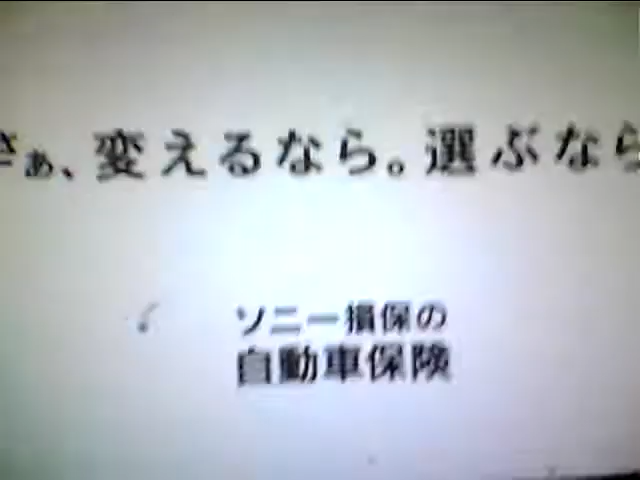 さぁ、変えるなら。選ぶなら
ソニー損保の
自動車保険